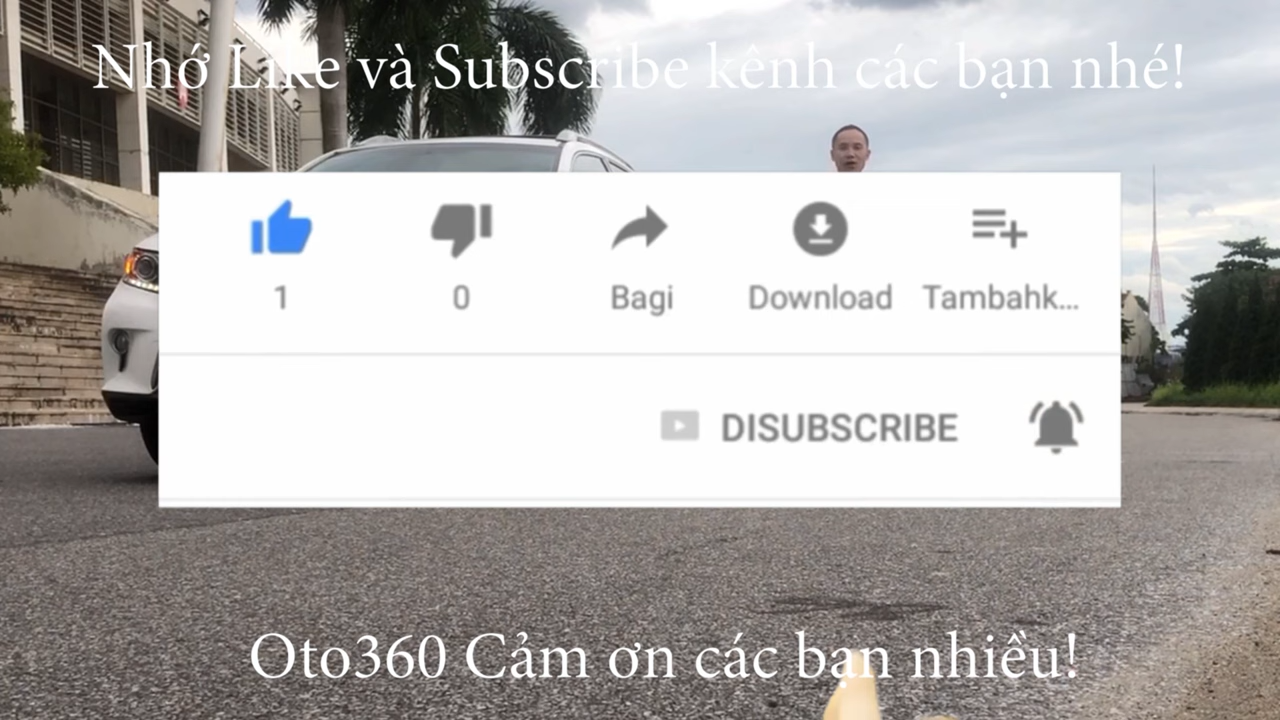 Nhớ Like và Subscribe kênh các bạn nhé!
1 0 Bagi Download Tambahk...
DISUBSCRIBE
Oto360 Cảm ơn các bạn nhiều!